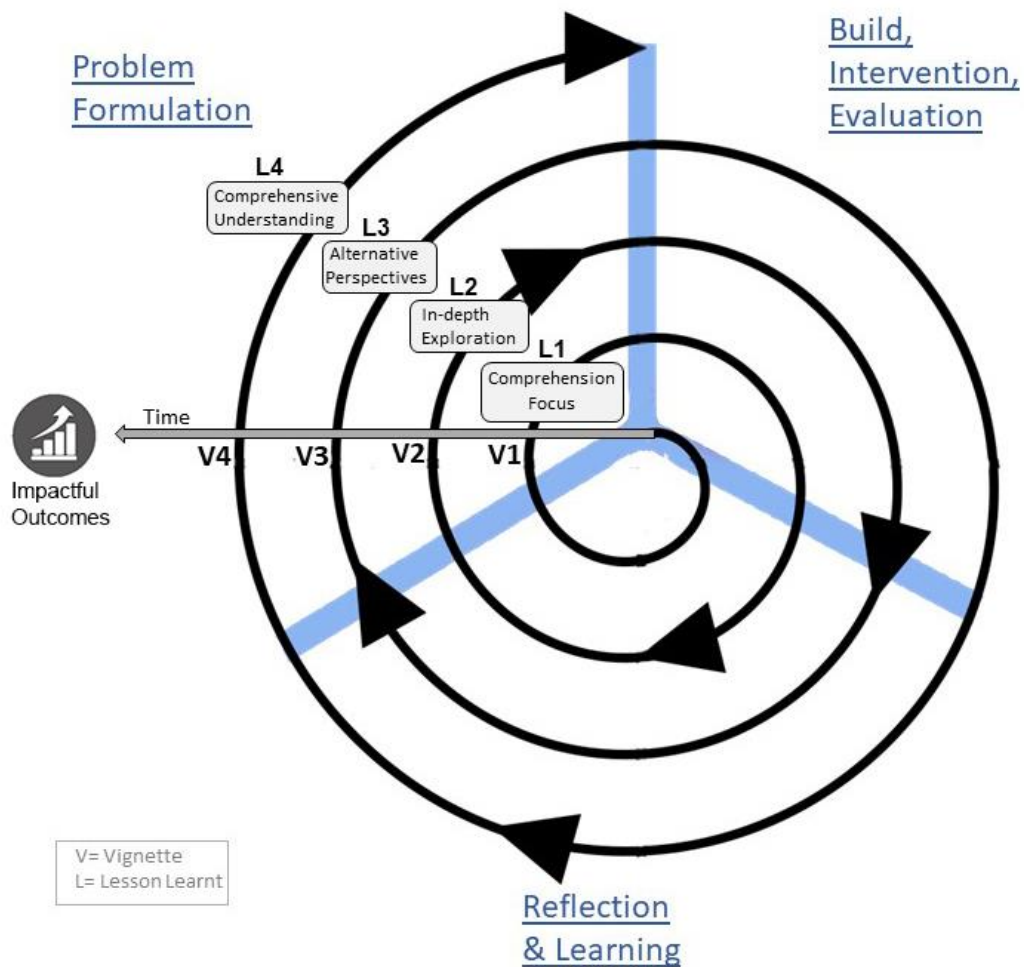 Problem
Formulation
Build,
Intervention,
Evaluation
L4
Comprehensive
Understanding
L3
Alternative
Perspectives
L2
In-depth
Exploration
L1
Comprehension
Focus
Time
V4
V3
V2
V1
Impactful
Outcomes
V= Vignette
L= Lesson Learnt
Reflection
& Learning